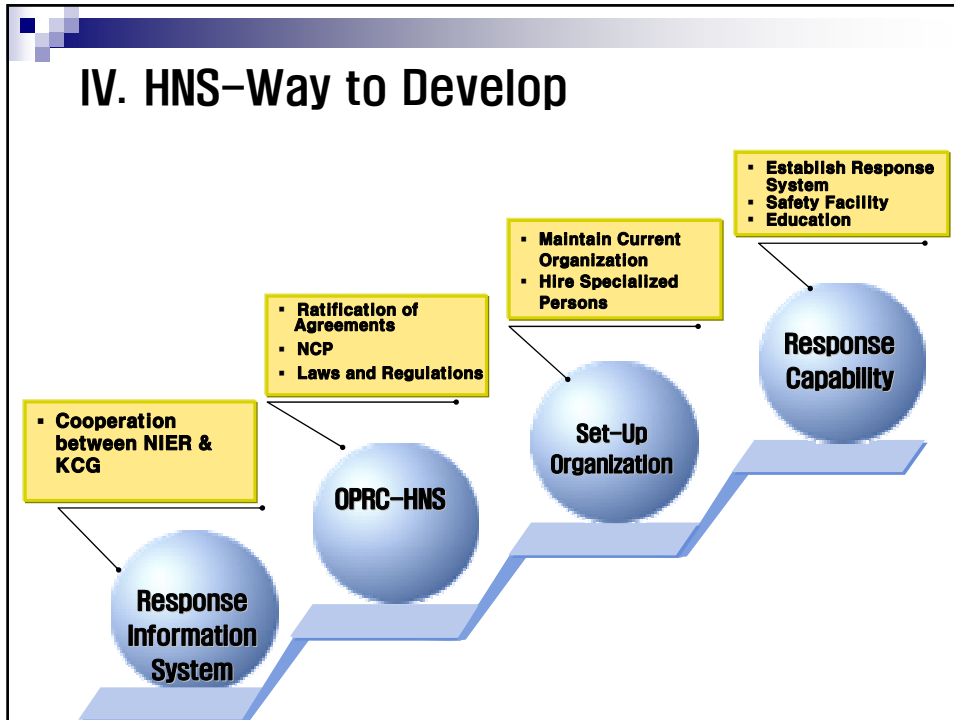 IV. HNS-Way to Develop
▪ Cooperation
between NIER &
KCG
Response
Information
System
▪ Ratification of
Agreements
▪ NCP
▪ Laws and Regulations
OPRC-HNS
▪ Maintain Current
Organization
▪ Hire Specialized
Persons
Set-Up
Organization
▪ Establish Response
System
▪ Safety Facility
▪ Education
Response
Capability